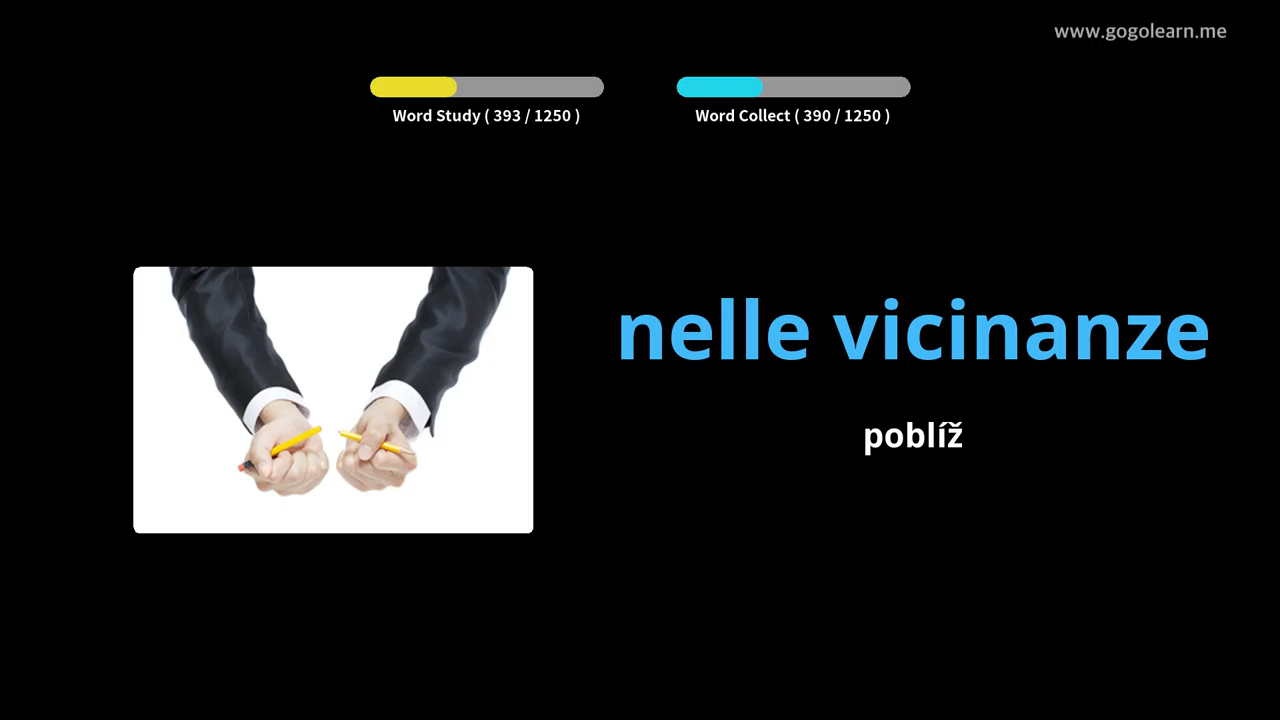 www.gogolearn.me
Word Study ( 393 / 1250 )
Word Collect ( 390 / 1250 )
nelle vicinanze
poblíž